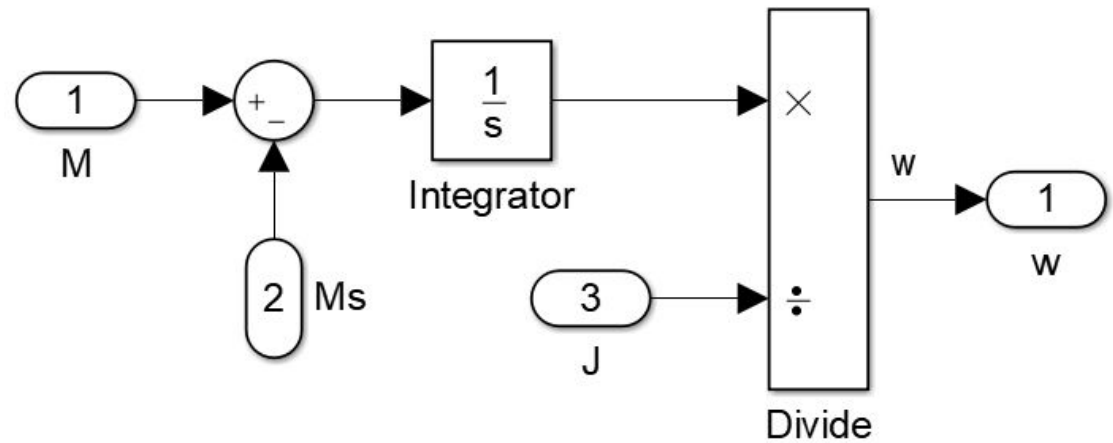 1
M
+
−
2
Ms
1
s
Integrator
3
J
×
÷
Divide
w
1
w